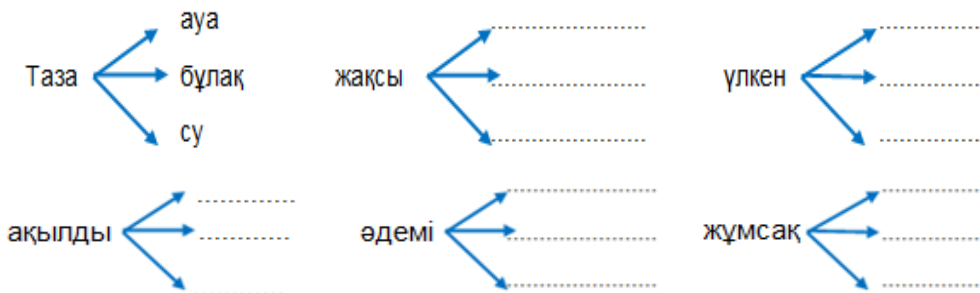 ауа
Таза бұлақ жақсы үлкен
су
ақылды әдемі жұмсақ